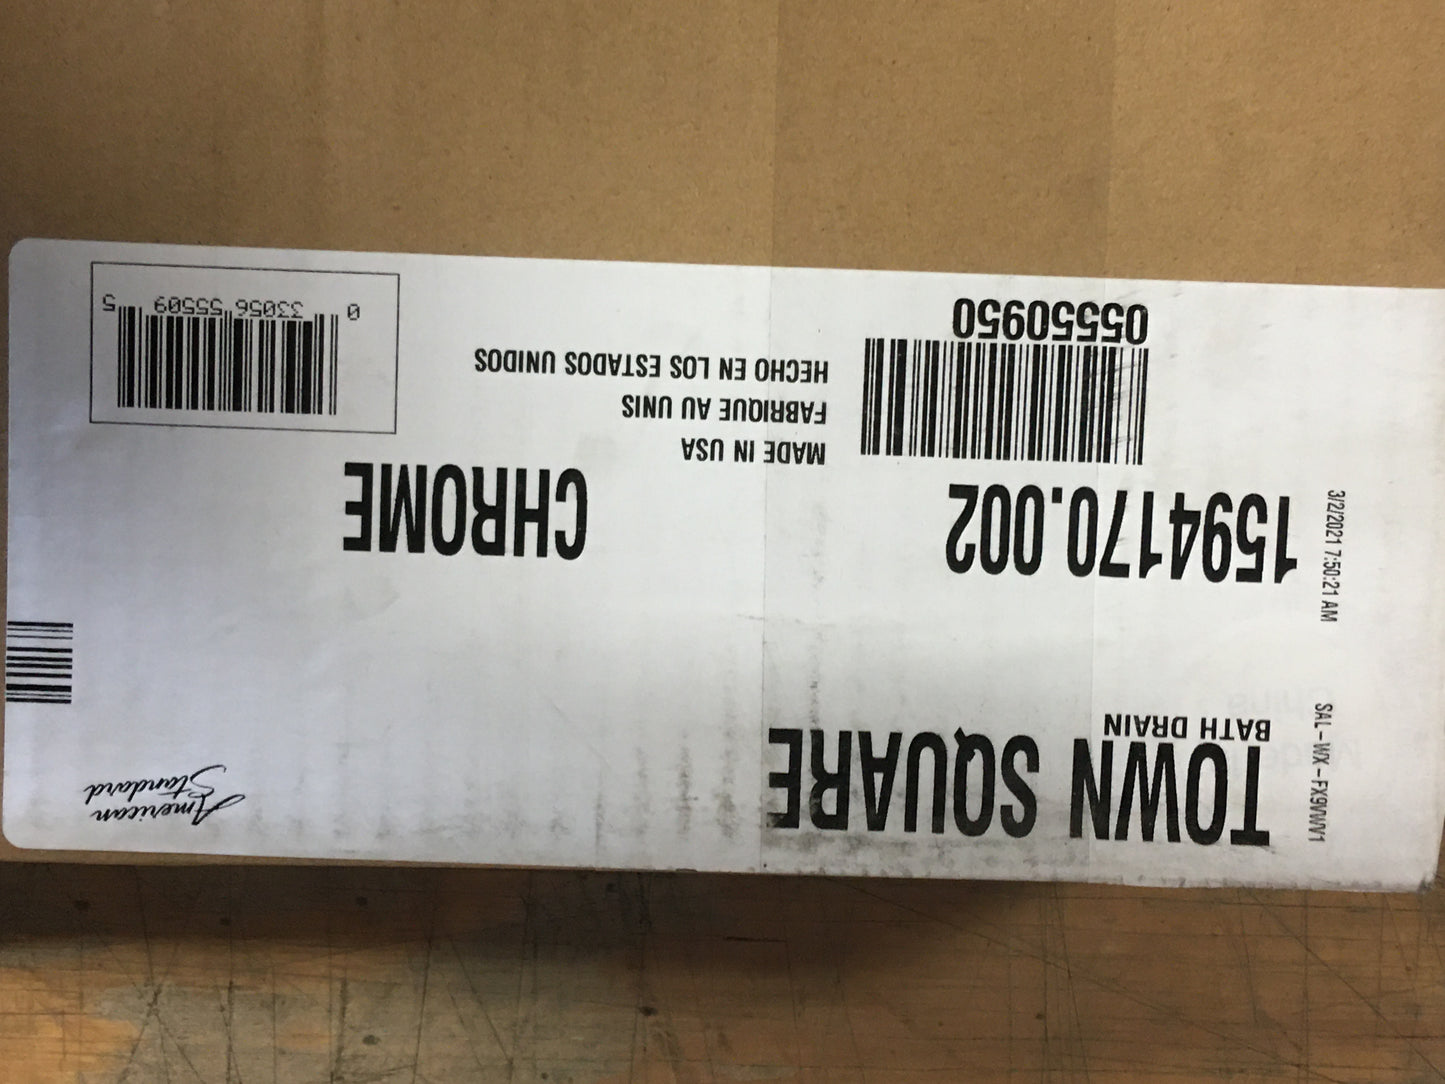 TOWN SQUARE
BATH DRAIN
American
Standard
1594170.002
CHROME
MADE IN USA
FABRIQUE AU UNIS
HECHO EN LOS ESTADOS UNIDOS
05550950
0 33056 55509 5
SAL-WX-FX9VWV1
3/2/2021 7:50:21 AM